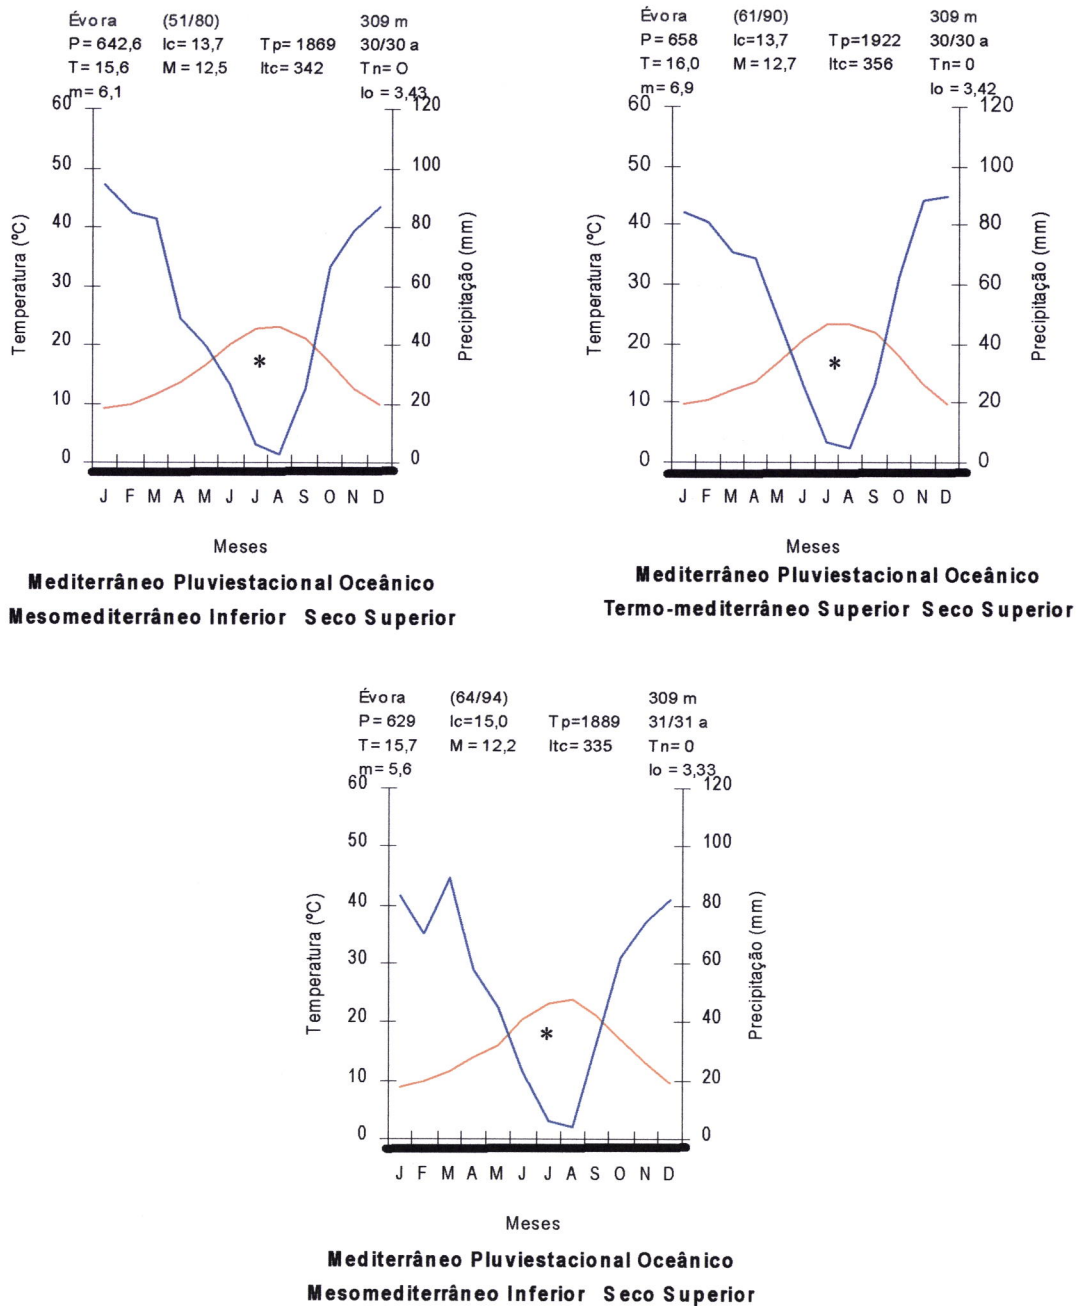 Évora (51/80) 309 m
P= 642,6 Ic= 13,7 Tp= 1869 30/30 a
T= 15,6 M = 12,5 Itc= 342 Tn= O
m= 6,1 Io = 3,43
60 120
50 100
40 80
30 60
20 40
10 20
0 0
Temperatura (ºC)
Precipitação (mm)
*
J F M A M J J A S O N D
Meses
Mediterrâneo Pluviestacional Oceânico
Mesomediterrâneo Inferior Seco Superior
Évora (61/90) 309 m
P= 658 Ic=13,7 Tp=1922 30/30 a
T= 16,0 M = 12,7 Itc= 356 Tn= 0
m= 6,9 Io = 3,42
60 120
50 100
40 80
30 60
20 40
10 20
0 0
Temperatura (ºC)
Precipitação (mm)
*
J F M A M J J A S O N D
Meses
Mediterrâneo Pluviestacional Oceânico
Termo-mediterrâneo Superior Seco Superior
Évora (64/94) 309 m
P= 629 Ic=15,0 Tp=1889 31/31 a
T= 15,7 M = 12,2 Itc= 335 Tn= 0
m= 5,6 Io = 3,33
60 120
50 100
40 80
30 60
20 40
10 20
0 0
Temperatura (ºC)
Precipitação (mm)
*
J F M A M J J A S O N D
Meses
Mediterrâneo Pluviestacional Oceânico
Mesomediterrâneo Inferior Seco Superior